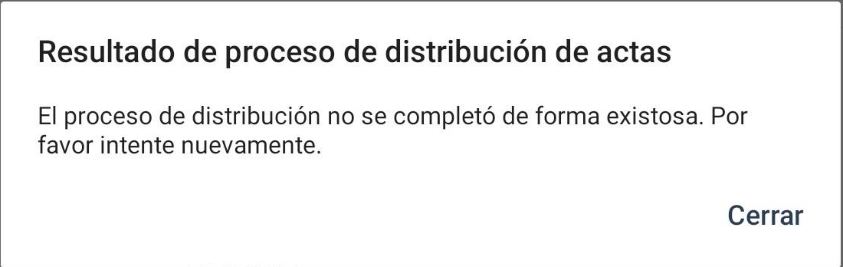 Resultado de proceso de distribución de actas
El proceso de distribución no se completó de forma existosa. Por
favor intente nuevamente.
Cerrar